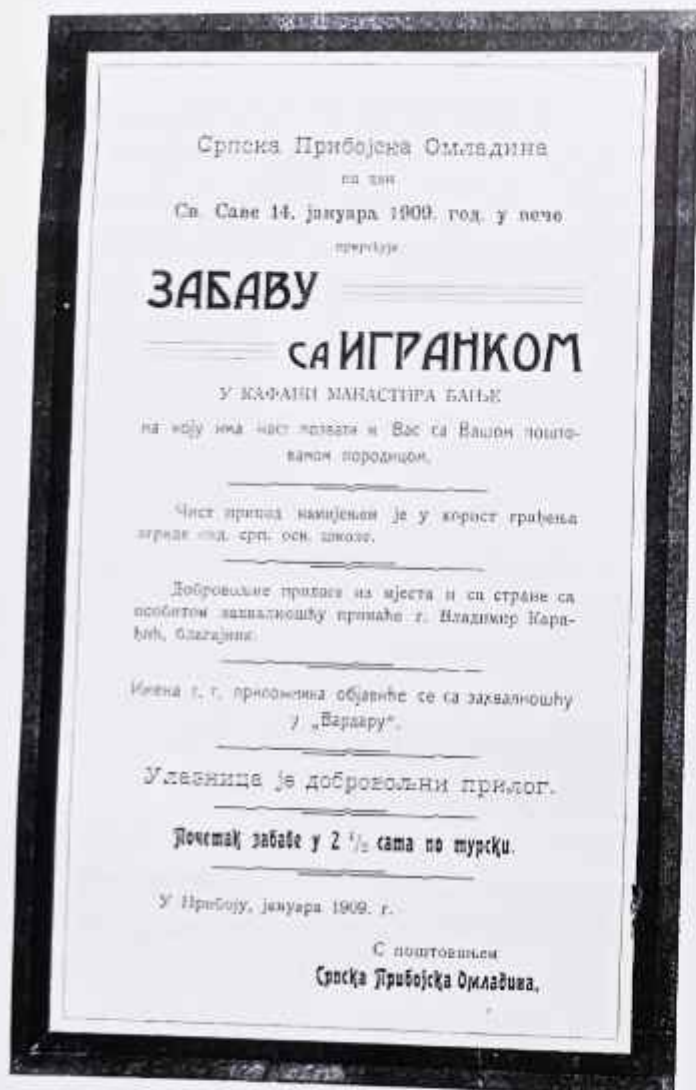 Српска Прибојска Омладина
на дан
Св. Саве 14. јануара 1909. год. у вече
приређује
ЗАБАВУ
СА ИГРАНКОМ
У КАФАНИ МАНАСТИРА БАЊЕ
на коју има част позвати и Вас са Вашом пошто-
ваном породицом.
Чист приход намијењен је у корист грађења
зграде срп. осн. школе.
Добровољне прилоге из мјеста и са стране са
особитом захвалношћу примаће г. Владимир Кара-
џић, благајник.
Имена г. г. приложника објавиће се са захвалношћу
у „Вардару“.
Улазница је добровољни прилог.
Почетак забаве у 2 ½ сата по турски.
У Прибоју, јануара 1909. г.
С поштовањем
Српска Прибојска Омладина.